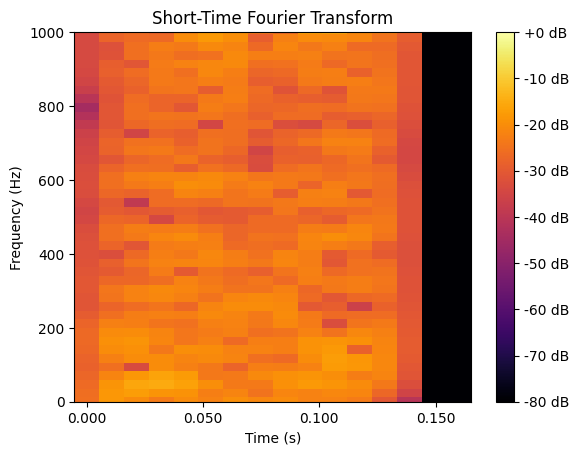 Short-Time Fourier Transform
1000
800
600
400
200
0
Frequency (Hz)
0.000
0.050
0.100
0.150
Time (s)
+0 dB
-10 dB
-20 dB
-30 dB
-40 dB
-50 dB
-60 dB
-70 dB
-80 dB